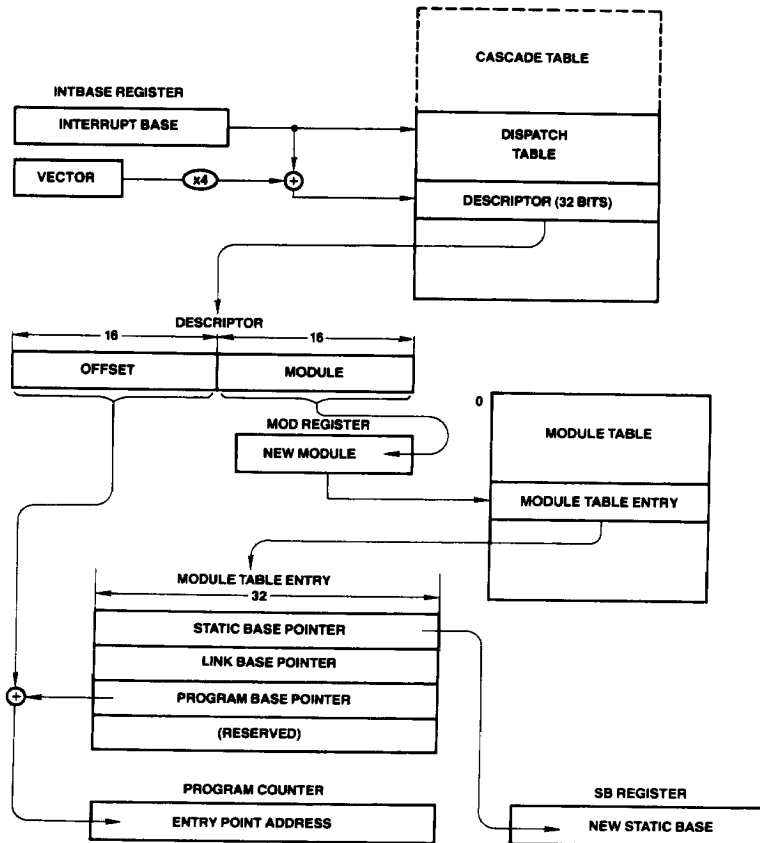 CASCADE TABLE
INTBASE REGISTER
INTERRUPT BASE
DISPATCH
TABLE
VECTOR
x4
+
DESCRIPTOR (32 BITS)
DESCRIPTOR
16
16
OFFSET
MODULE
MOD REGISTER
NEW MODULE
0
MODULE TABLE
MODULE TABLE ENTRY
MODULE TABLE ENTRY
32
STATIC BASE POINTER
LINK BASE POINTER
+
PROGRAM BASE POINTER
(RESERVED)
PROGRAM COUNTER
ENTRY POINT ADDRESS
SB REGISTER
NEW STATIC BASE